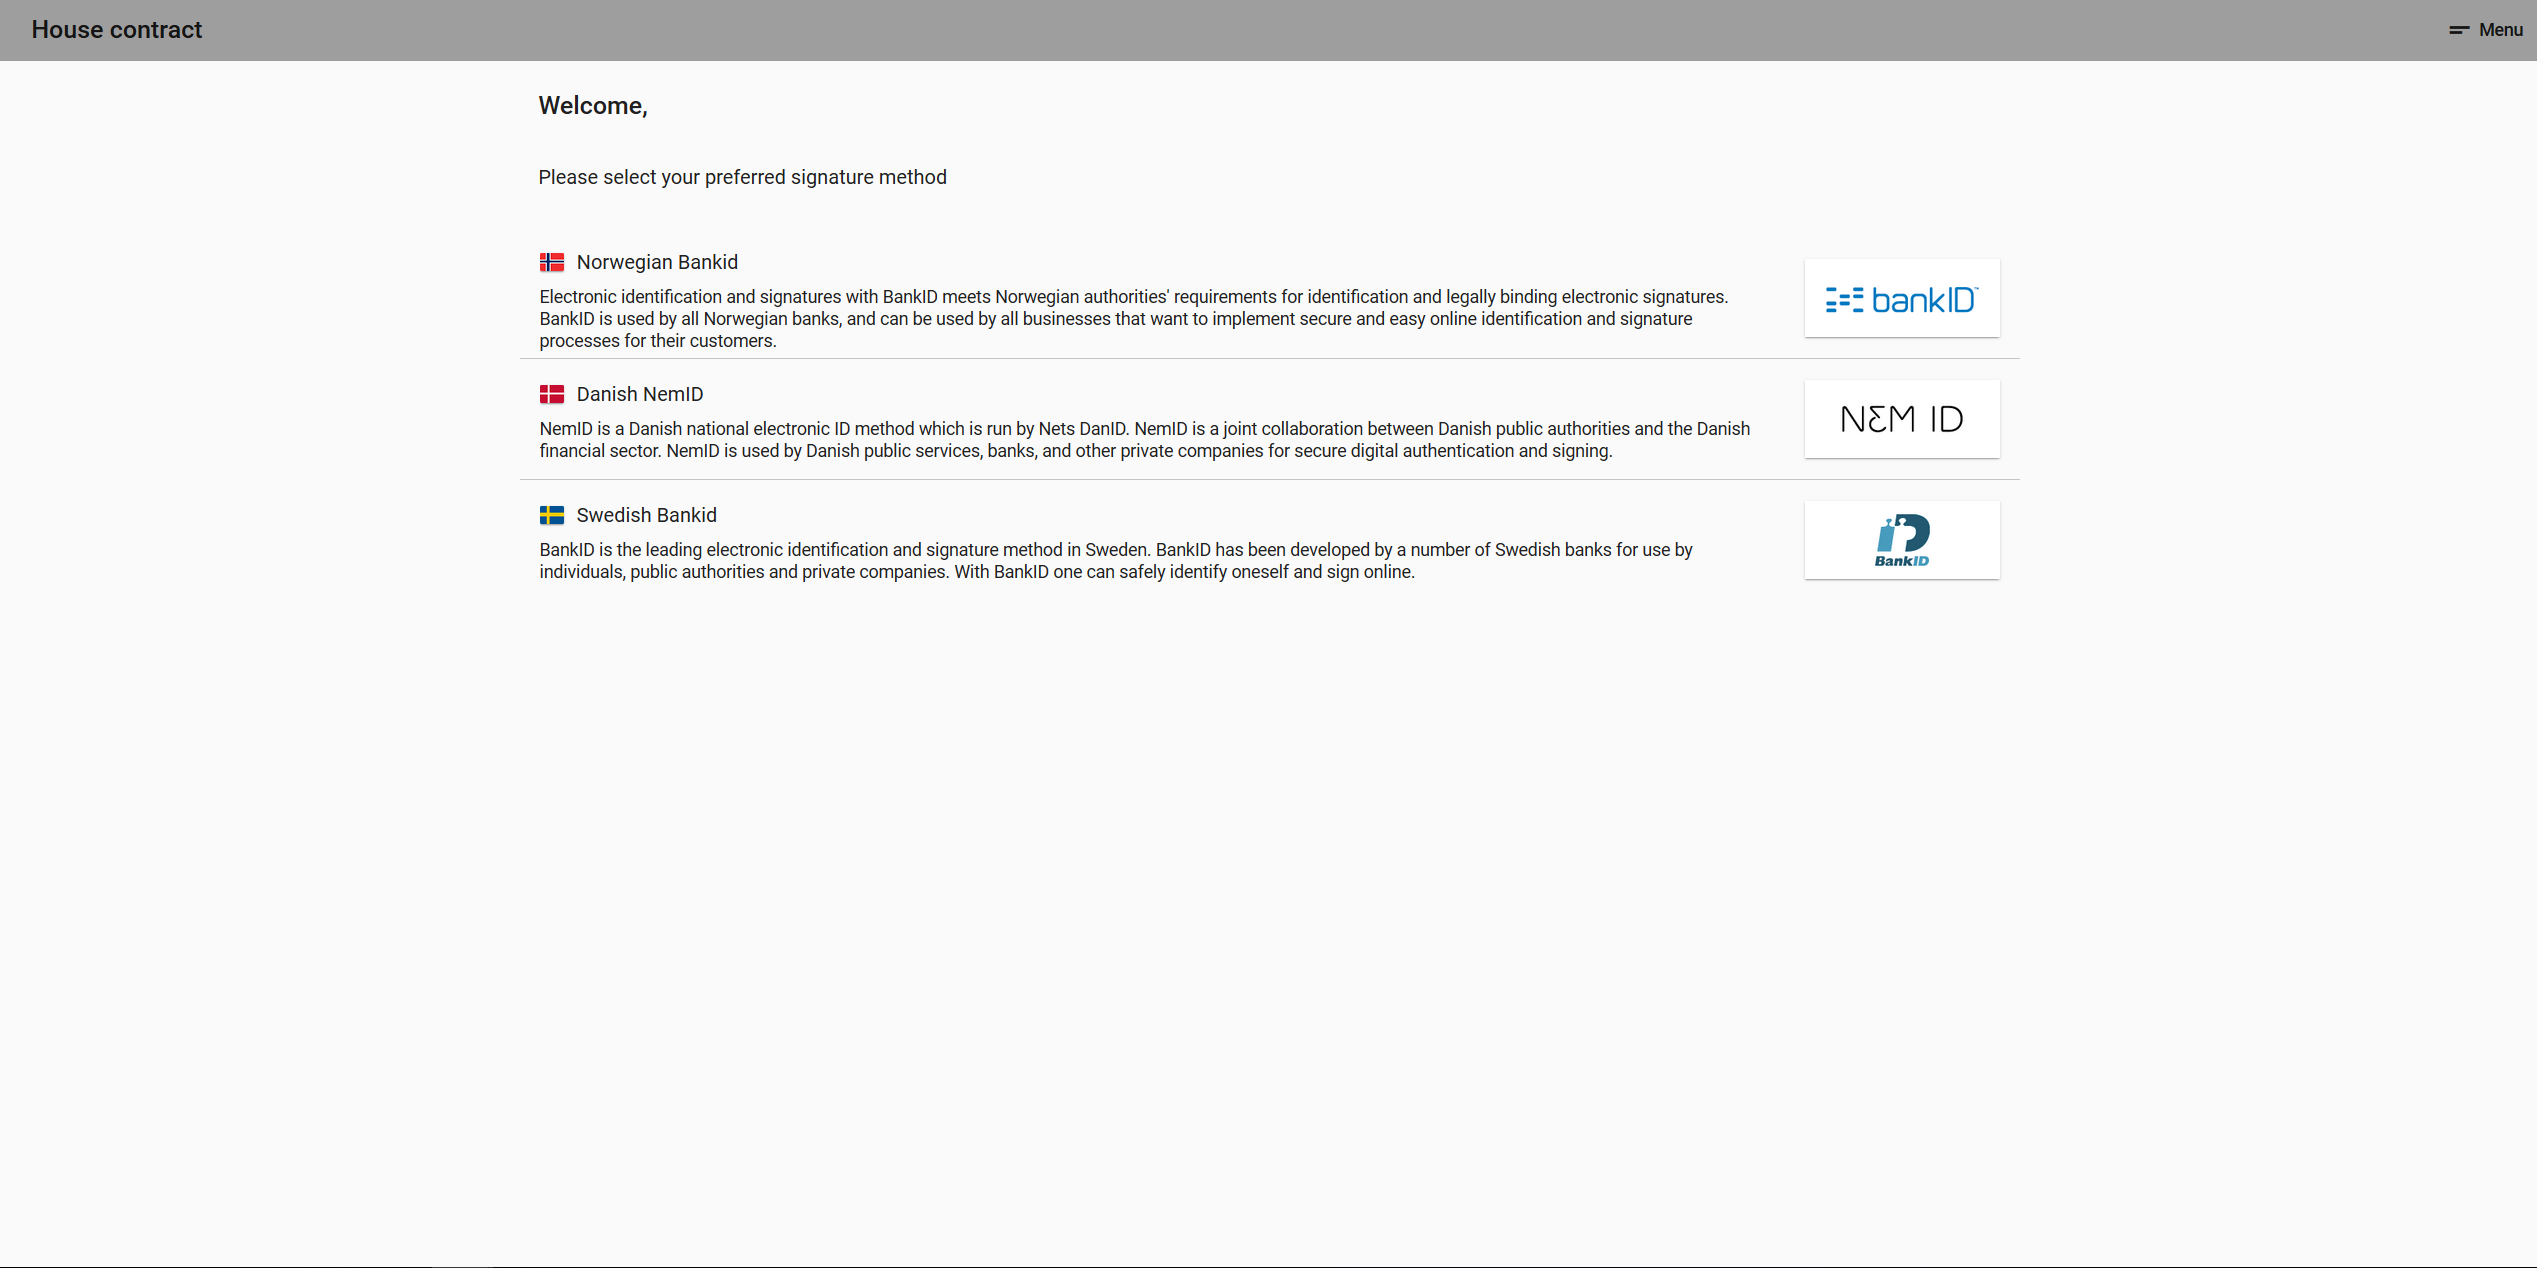 House contract
Menu
Welcome,
Please select your preferred signature method
Norwegian Bankid
Electronic identification and signatures with BankID meets Norwegian authorities' requirements for identification and legally binding electronic signatures.
BankID is used by all Norwegian banks, and can be used by all businesses that want to implement secure and easy online identification and signature
processes for their customers.
bankID™
Danish NemID
NemID is a Danish national electronic ID method which is run by Nets DanID. NemID is a joint collaboration between Danish public authorities and the Danish
financial sector. NemID is used by Danish public services, banks, and other private companies for secure digital authentication and signing.
NEM ID
Swedish Bankid
BankID is the leading electronic identification and signature method in Sweden. BankID has been developed by a number of Swedish banks for use by
individuals, public authorities and private companies. With BankID one can safely identify oneself and sign online.
iD
BankID